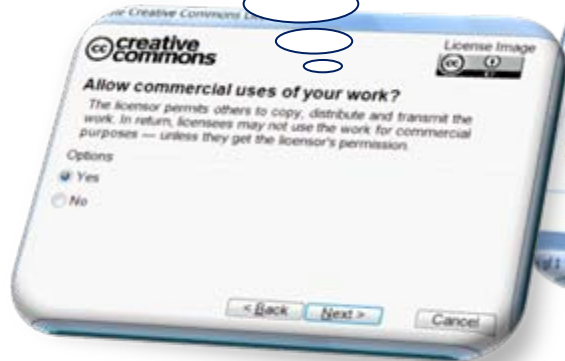 Creative Commons
creative commons
License Image
Allow commercial uses of your work?
The licensor permits others to copy, distribute and transmit the
work. In return, licensees may not use the work for commercial
purposes — unless they get the licensor's permission.
Options
Yes
No
< Back
Next >
Cancel